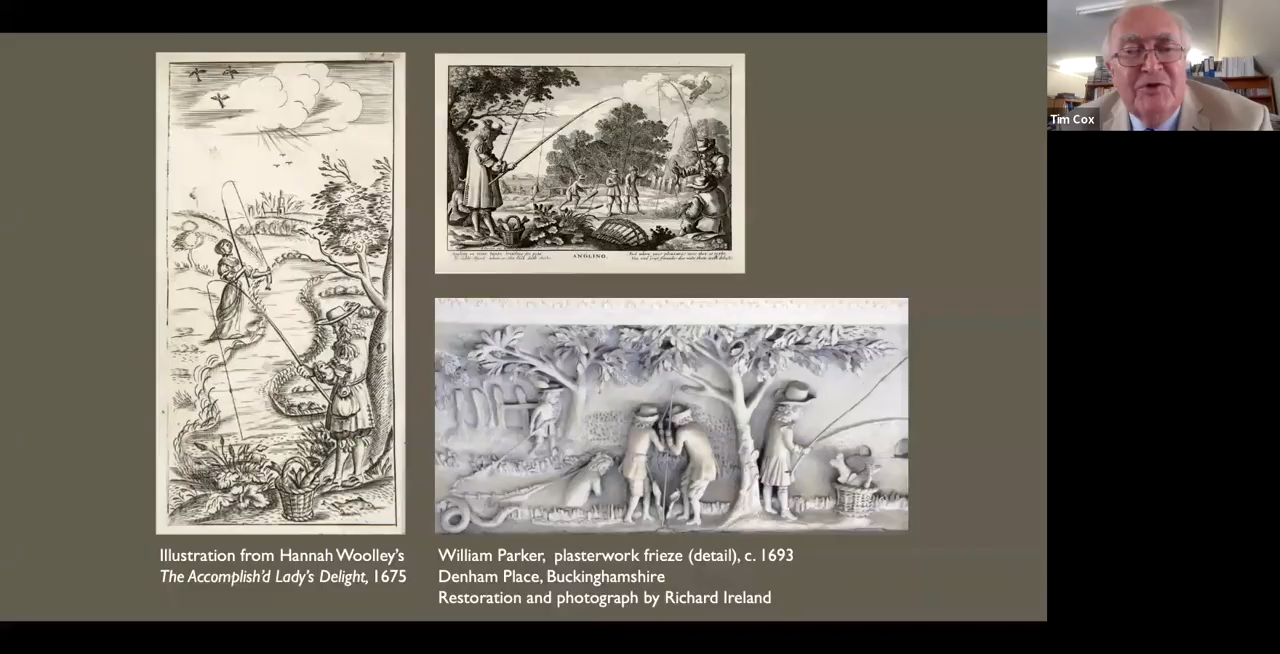 Tim Cox
ANGLING.
Illustration from Hannah Woolley's
The Accomplish'd Lady's Delight, 1675
William Parker, plasterwork frieze (detail), c. 1693
Denham Place, Buckinghamshire
Restoration and photograph by Richard Ireland